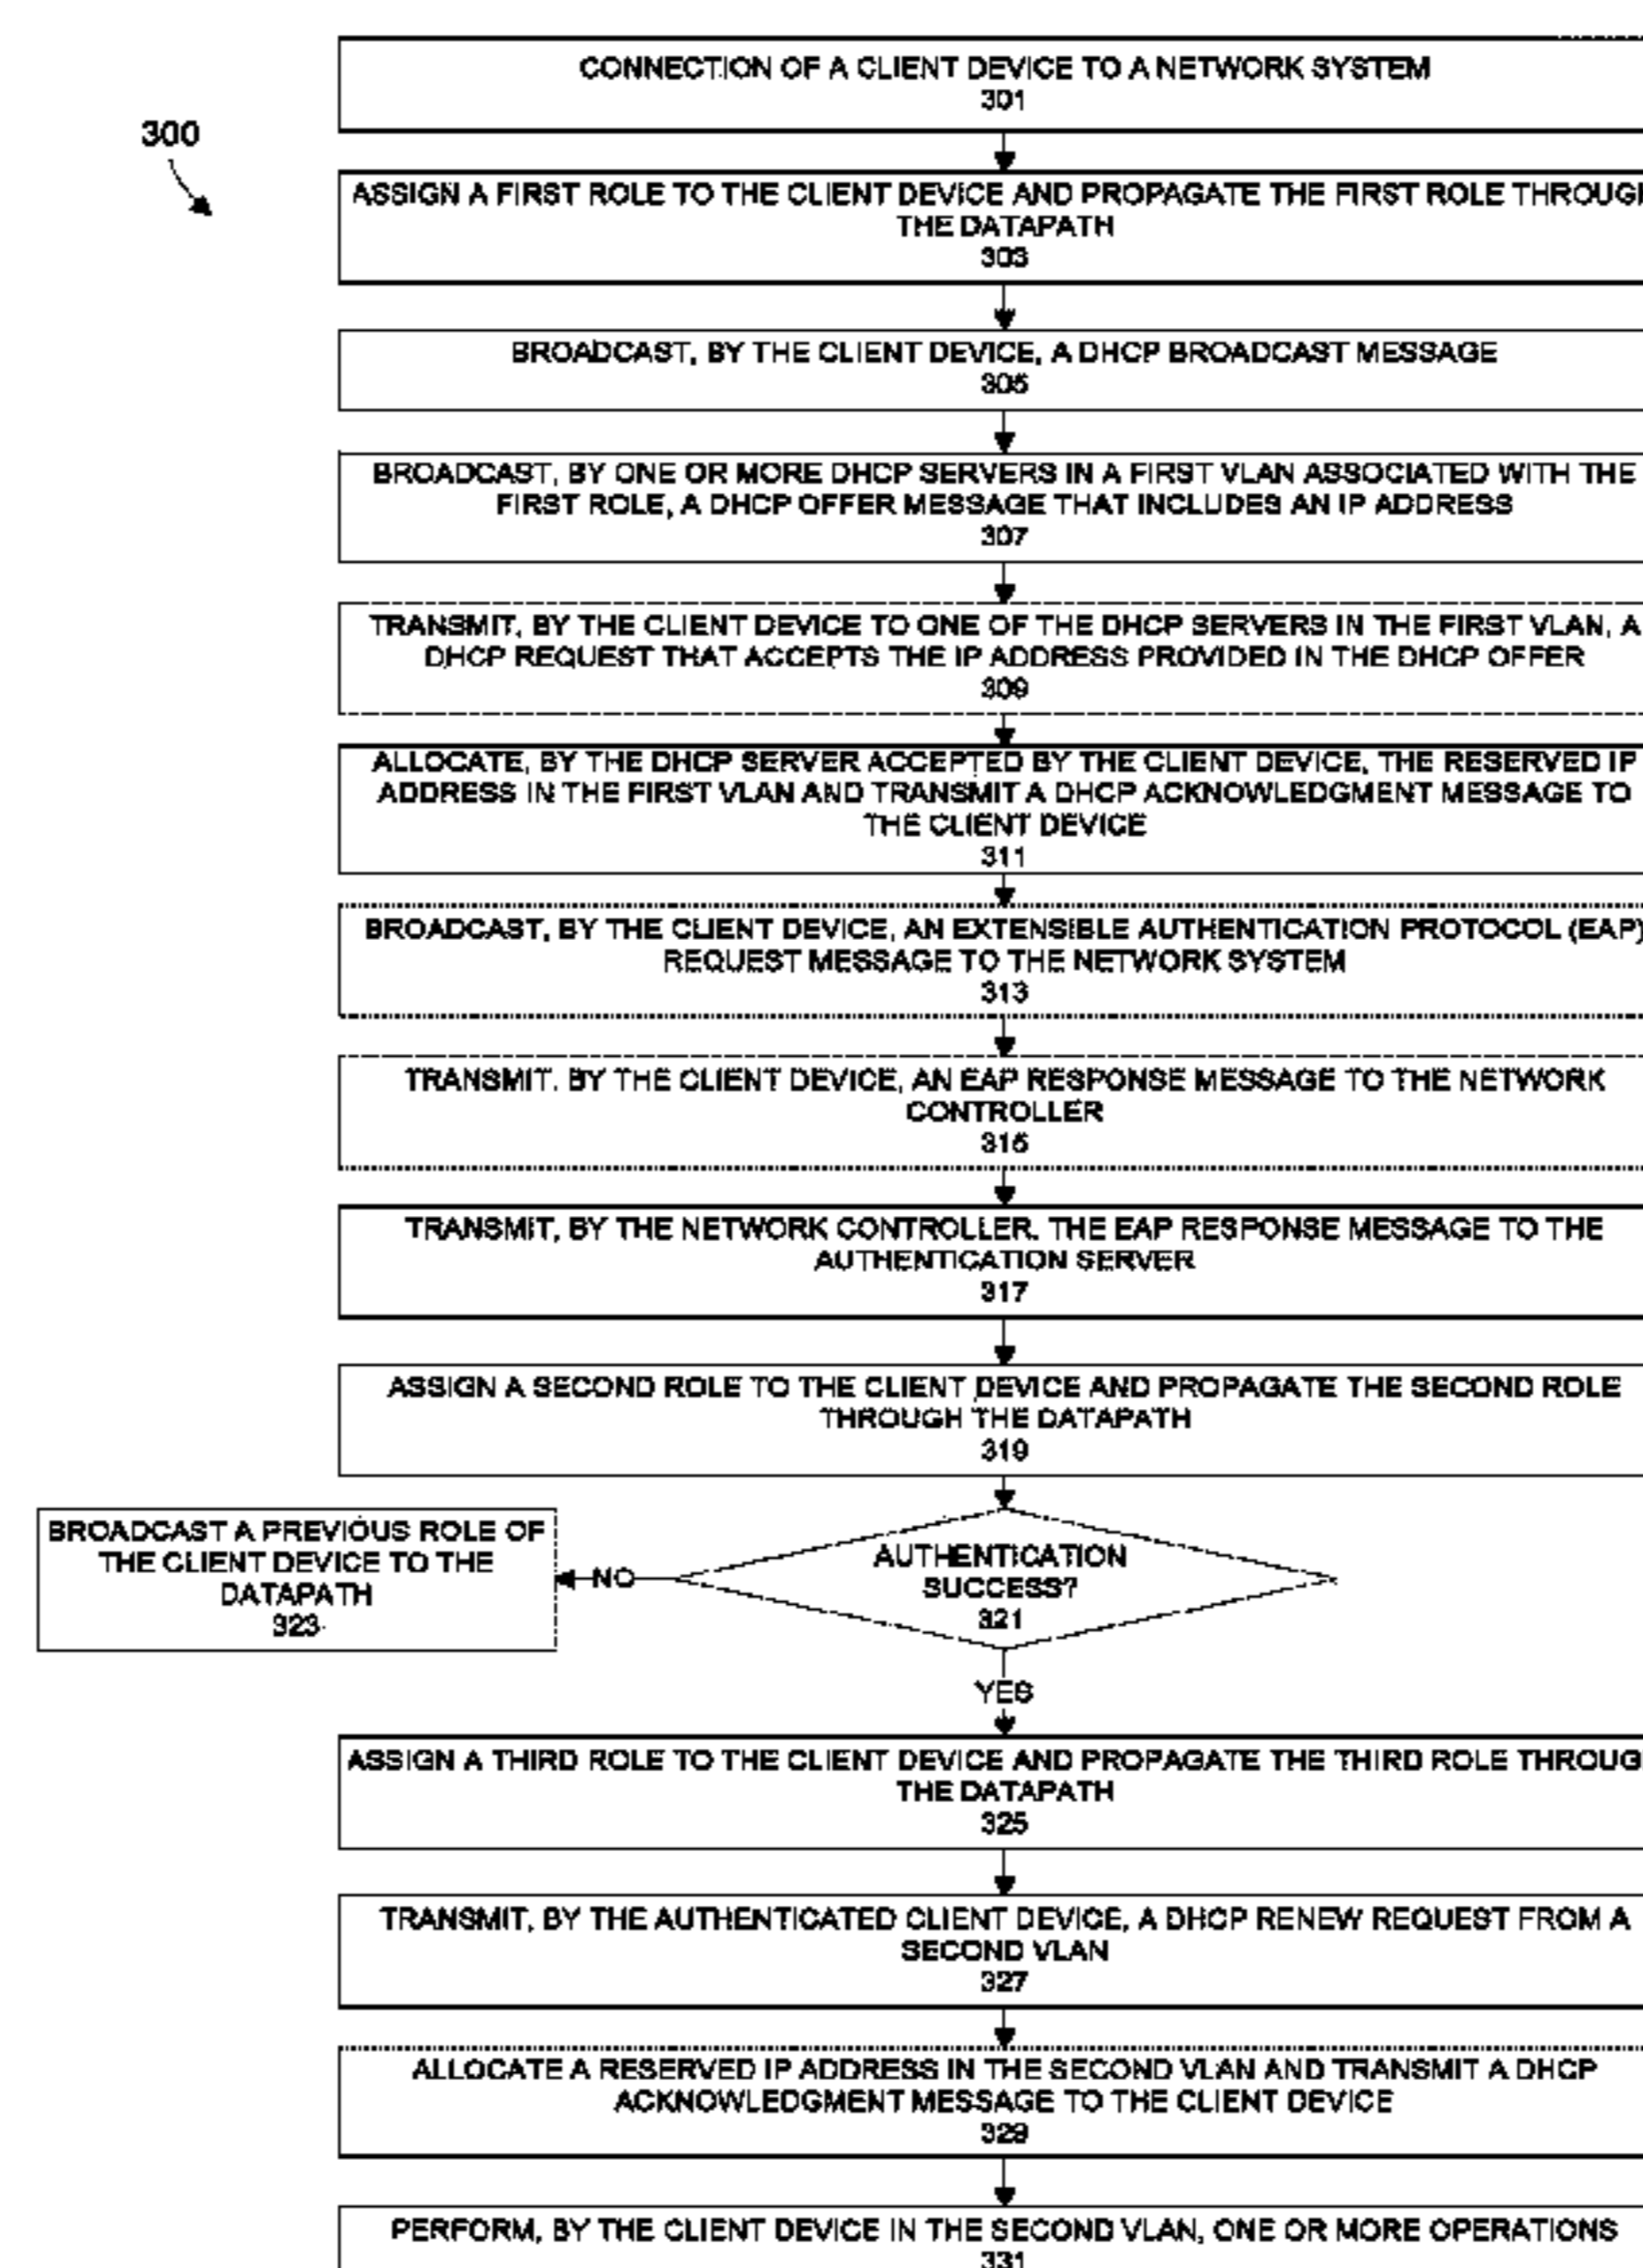 CONNECTION OF A CLIENT DEVICE TO A NETWORK SYSTEM
301
300
ASSIGN A FIRST ROLE TO THE CLIENT DEVICE AND PROPAGATE THE FIRST ROLE THROUGH
THE DATAPATH
303
BROADCAST, BY THE CLIENT DEVICE, A DHCP BROADCAST MESSAGE
305
BROADCAST, BY ONE OR MORE DHCP SERVERS IN A FIRST VLAN ASSOCIATED WITH THE
FIRST ROLE, A DHCP OFFER MESSAGE THAT INCLUDES AN IP ADDRESS
307
TRANSMIT, BY THE CLIENT DEVICE TO ONE OF THE DHCP SERVERS IN THE FIRST VLAN, A
DHCP REQUEST THAT ACCEPTS THE IP ADDRESS PROVIDED IN THE DHCP OFFER
309
ALLOCATE, BY THE DHCP SERVER ACCEPTED BY THE CLIENT DEVICE, THE RESERVED IP
ADDRESS IN THE FIRST VLAN AND TRANSMIT A DHCP ACKNOWLEDGMENT MESSAGE TO
THE CLIENT DEVICE
311
BROADCAST, BY THE CLIENT DEVICE, AN EXTENSIBLE AUTHENTICATION PROTOCOL (EAP)
REQUEST MESSAGE TO THE NETWORK SYSTEM
313
TRANSMIT, BY THE CLIENT DEVICE, AN EAP RESPONSE MESSAGE TO THE NETWORK
CONTROLLER
315
TRANSMIT, BY THE NETWORK CONTROLLER, THE EAP RESPONSE MESSAGE TO THE
AUTHENTICATION SERVER
317
ASSIGN A SECOND ROLE TO THE CLIENT DEVICE AND PROPAGATE THE SECOND ROLE
THROUGH THE DATAPATH
319
AUTHENTICATION
SUCCESS?
321
NO
BROADCAST A PREVIOUS ROLE OF
THE CLIENT DEVICE TO THE
DATAPATH
323
YES
ASSIGN A THIRD ROLE TO THE CLIENT DEVICE AND PROPAGATE THE THIRD ROLE THROUG
THE DATAPATH
325
TRANSMIT, BY THE AUTHENTICATED CLIENT DEVICE, A DHCP RENEW REQUEST FROM A
SECOND VLAN
327
ALLOCATE A RESERVED IP ADDRESS IN THE SECOND VLAN AND TRANSMIT A DHCP
ACKNOWLEDGMENT MESSAGE TO THE CLIENT DEVICE
329
PERFORM, BY THE CLIENT DEVICE IN THE SECOND VLAN, ONE OR MORE OPERATIONS
331